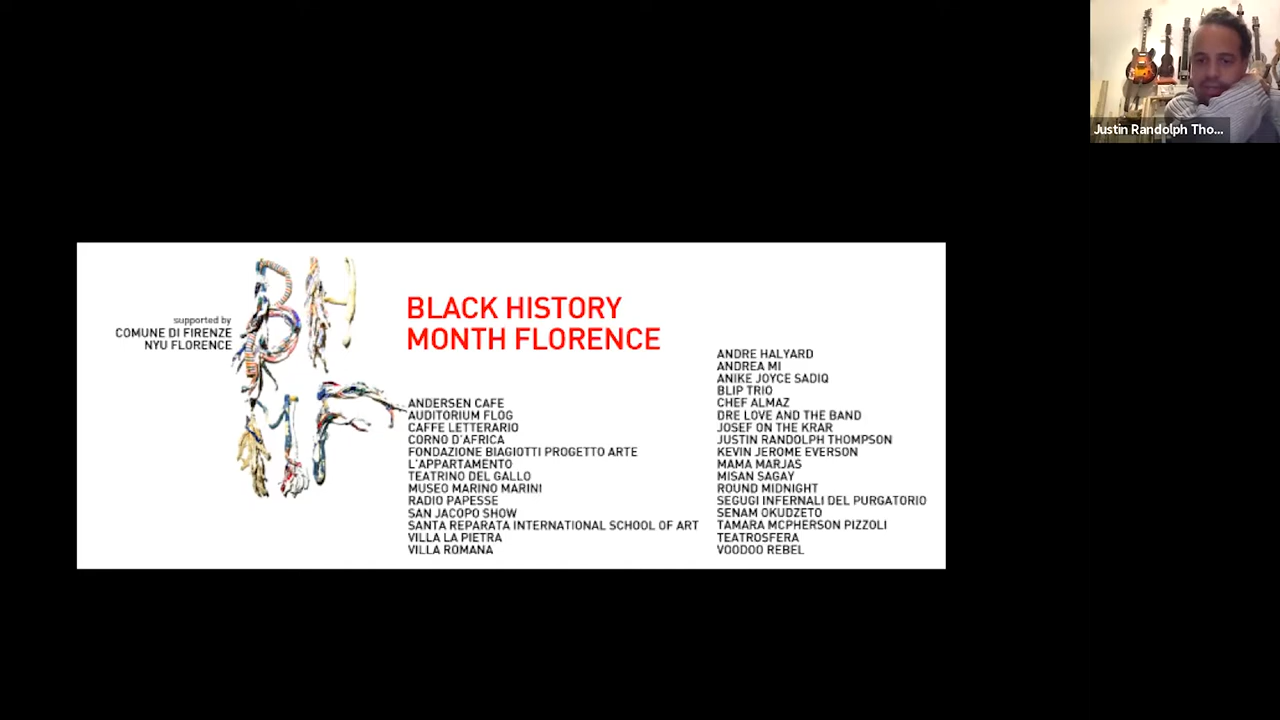 Justin Randolph Tho...
supported by
COMUNE DI FIRENZE
NYU FLORENCE
BH
MF
BLACK HISTORY
MONTH FLORENCE
ANDERSEN CAFE
AUDITORIUM FLOG
CAFFE LETTERARIO
CORNO D'AFRICA
FONDAZIONE BIAGIOTTI PROGETTO ARTE
L'APPARTAMENTO
TEATRINO DEL GALLO
MUSEO MARINO MARINI
RADIO PAPESSE
SAN JACOPO SHOW
SANTA REPARATA INTERNATIONAL SCHOOL OF ART
VILLA LA PIETRA
VILLA ROMANA
ANDRE HALYARD
ANDREA MI
ANIKE JOYCE SADIQ
BLIP TRIO
CHEF ALMAZ
DRE LOVE AND THE BAND
JOSEF ON THE KRAR
JUSTIN RANDOLPH THOMPSON
KEVIN JEROME EVERSON
MAMA MARJAS
MISAN SAGAY
ROUND MIDNIGHT
SEGUGI INFERNALI DEL PURGATORIO
SENAM OKUDZETO
TAMARA MCPHERSON PIZZOLI
TEATROSFERA
VOODOO REBEL